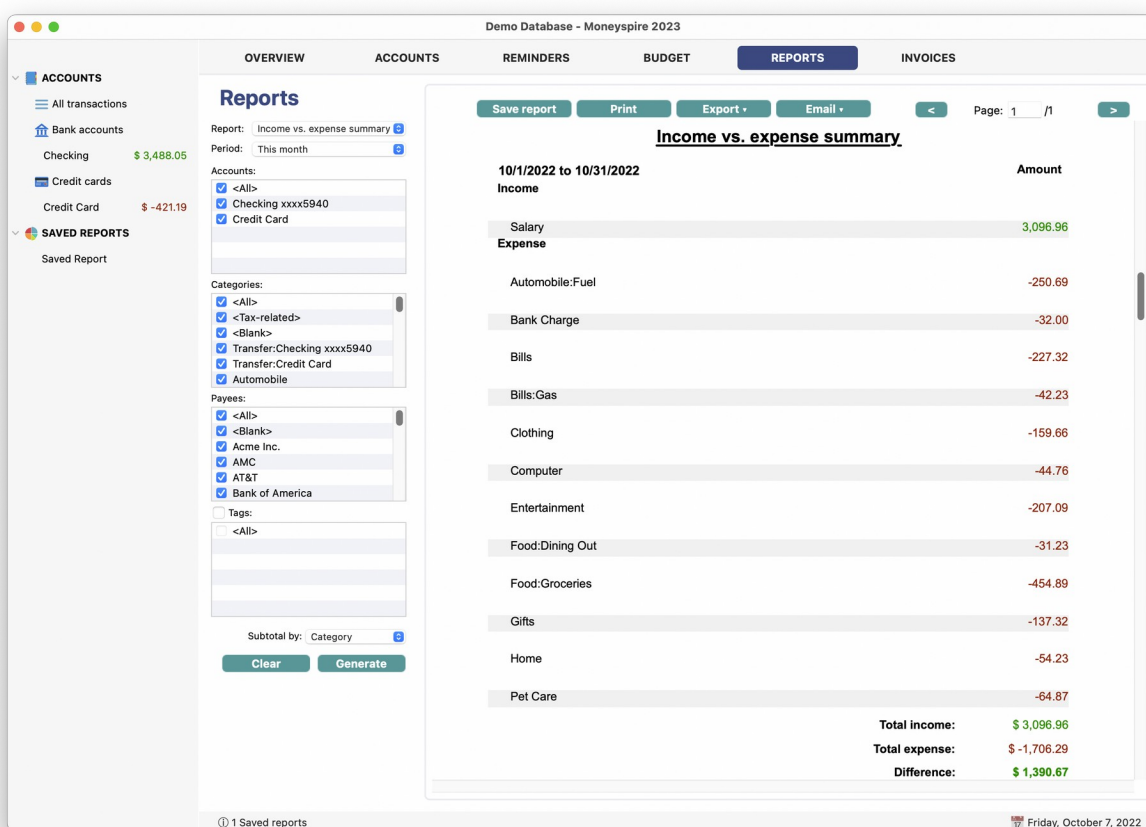 Demo Database - Moneyspire 2023
OVERVIEW ACCOUNTS REMINDERS BUDGET REPORTS INVOICES
ACCOUNTS
All transactions
Bank accounts
Checking $ 3,488.05
Credit cards
Credit Card $ -421.19
SAVED REPORTS
Saved Report
Reports
Report: Income vs. expense summary
Period: This month
Accounts:
<All>
Checking xxxx5940
Credit Card
Categories:
<All>
<Tax-related>
<Blank>
Transfer:Checking xxxx5940
Transfer:Credit Card
Automobile
Payees:
<All>
<Blank>
Acme Inc.
AMC
AT&T
Bank of America
Tags:
<All>
Subtotal by: Category
Clear Generate
Save report Print Export Email < Page: 1 /1 >
Income vs. expense summary
10/1/2022 to 10/31/2022 Amount
Income
Salary 3,096.96
Expense
Automobile:Fuel -250.69
Bank Charge -32.00
Bills -227.32
Bills:Gas -42.23
Clothing -159.66
Computer -44.76
Entertainment -207.09
Food:Dining Out -31.23
Food:Groceries -454.89
Gifts -137.32
Home -54.23
Pet Care -64.87
Total income: $ 3,096.96
Total expense: $ -1,706.29
Difference: $ 1,390.67
1 Saved reports Friday, October 7, 2022